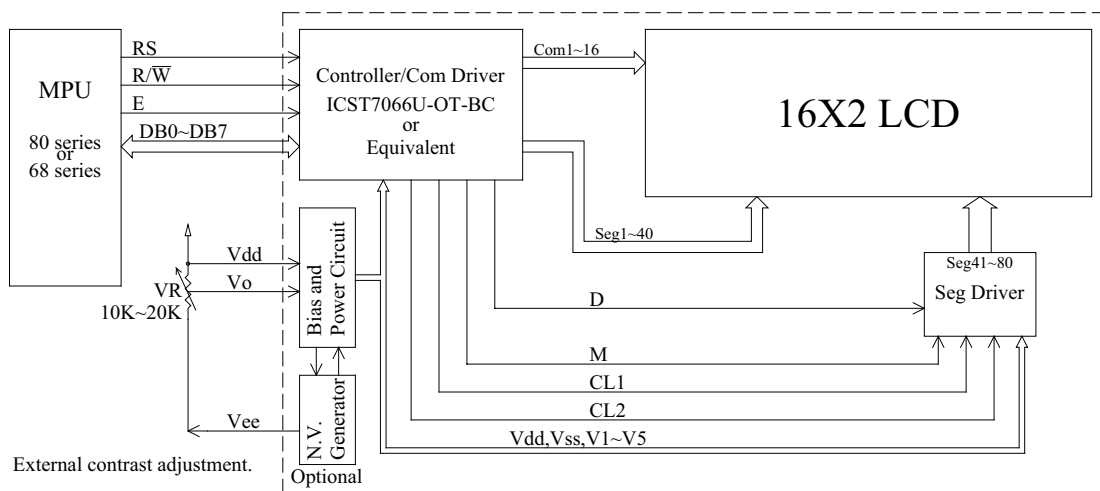 MPU
80 series
or
68 series
RS
R/W̅
E
DB0~DB7
Controller/Com Driver
ICST7066U-OT-BC
or
Equivalent
Com1~16
16X2 LCD
Seg1~40
Seg41~80
Seg Driver
Vdd
Vo
VR
10K~20K
Bias and
Power Circuit
D
M
CL1
CL2
Vdd,Vss,V1~V5
Vee
N.V.
Generator
Optional
External contrast adjustment.